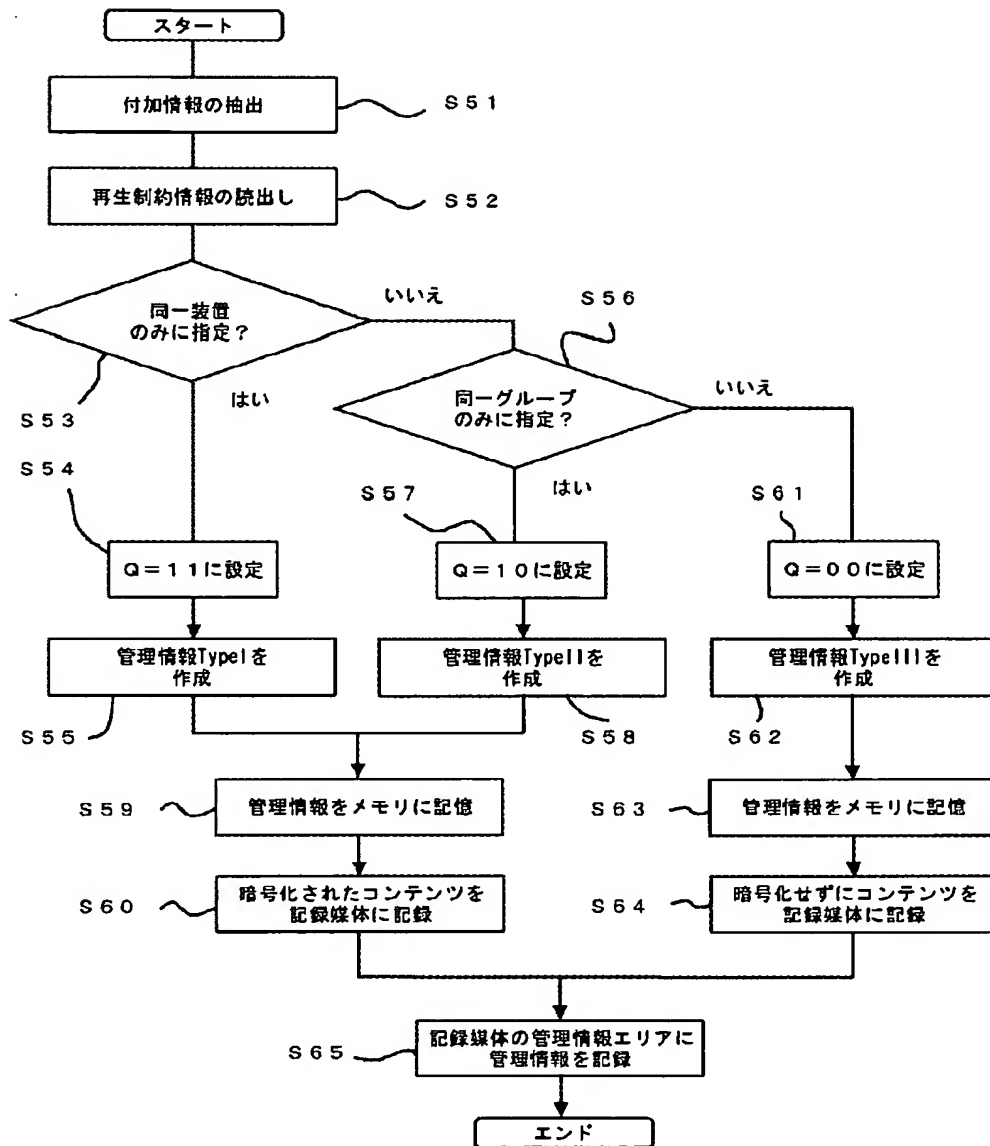 スタート
付加情報の抽出
S51
再生制約情報の読出し
S52
同一装置
のみに指定?
いいえ
S56
S53
はい
同一グループ
のみに指定?
いいえ
S54
S57
はい
S61
Q=11に設定
Q=10に設定
Q=00に設定
管理情報TypeIを
作成
管理情報TypeIIを
作成
管理情報TypeIIIを
作成
S55
S58
S62
S59
管理情報をメモリに記憶
S63
管理情報をメモリに記憶
S60
暗号化されたコンテンツを
記録媒体に記録
S64
暗号化せずにコンテンツを
記録媒体に記録
S65
記録媒体の管理情報エリアに
管理情報を記録
エンド